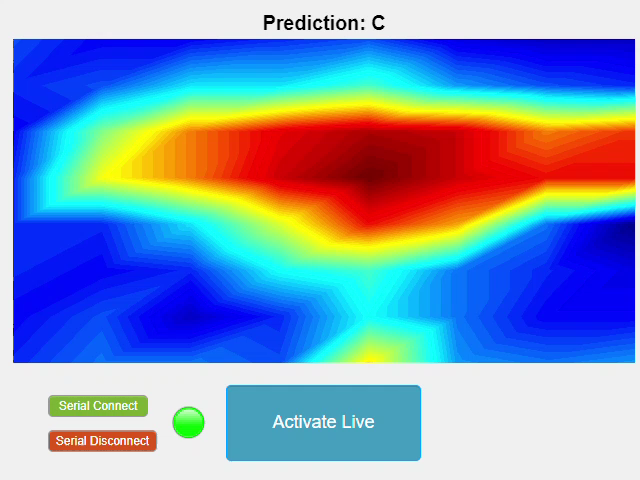 Prediction: C
Serial Connect
Serial Disconnect
Activate Live